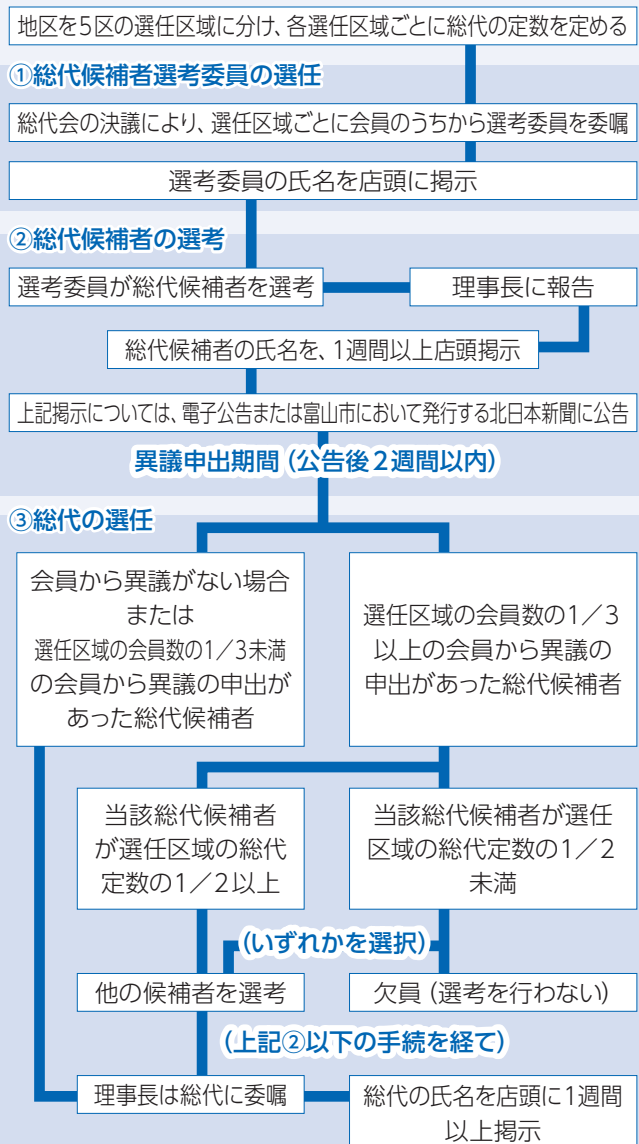 地区を5区の選任区域に分け、各選任区域ごとに総代の定数を定める
①総代候補者選考委員の選任
総代会の決議により、選任区域ごとに会員のうちから選考委員を委嘱
選考委員の氏名を店頭に掲示
②総代候補者の選考
選考委員が総代候補者を選考
理事長に報告
総代候補者の氏名を、1週間以上店頭掲示
上記掲示については、電子公告または富山市において発行する北日本新聞に公告
異議申出期間（公告後２週間以内）
③総代の選任
会員から異議がない場合
または
選任区域の会員数の1／3未満
の会員から異議の申出が
あった総代候補者
選任区域の会員数の1／3
以上の会員から異議の
申出があった総代候補者
当該総代候補者
が選任区域の総代
定数の1／2以上
当該総代候補者が選任
区域の総代定数の1／2
未満
（いずれかを選択）
他の候補者を選考
欠員（選考を行わない）
（上記②以下の手続を経て）
理事長は総代に委嘱
総代の氏名を店頭に1週間
以上掲示